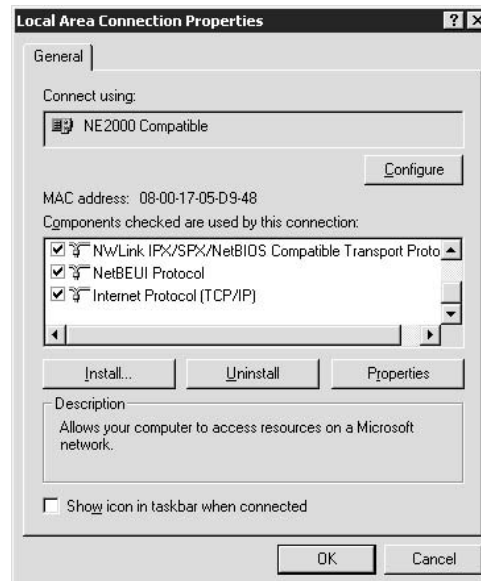 Local Area Connection Properties
General
Connect using:
NE2000 Compatible
Configure
MAC address: 08-00-17-05-D9-48
Components checked are used by this connection:
NWLink IPX/SPX/NetBIOS Compatible Transport Proto
NetBEUI Protocol
Internet Protocol (TCP/IP)
Install...
Uninstall
Properties
Description
Allows your computer to access resources on a Microsoft
network.
Show icon in taskbar when connected
OK
Cancel